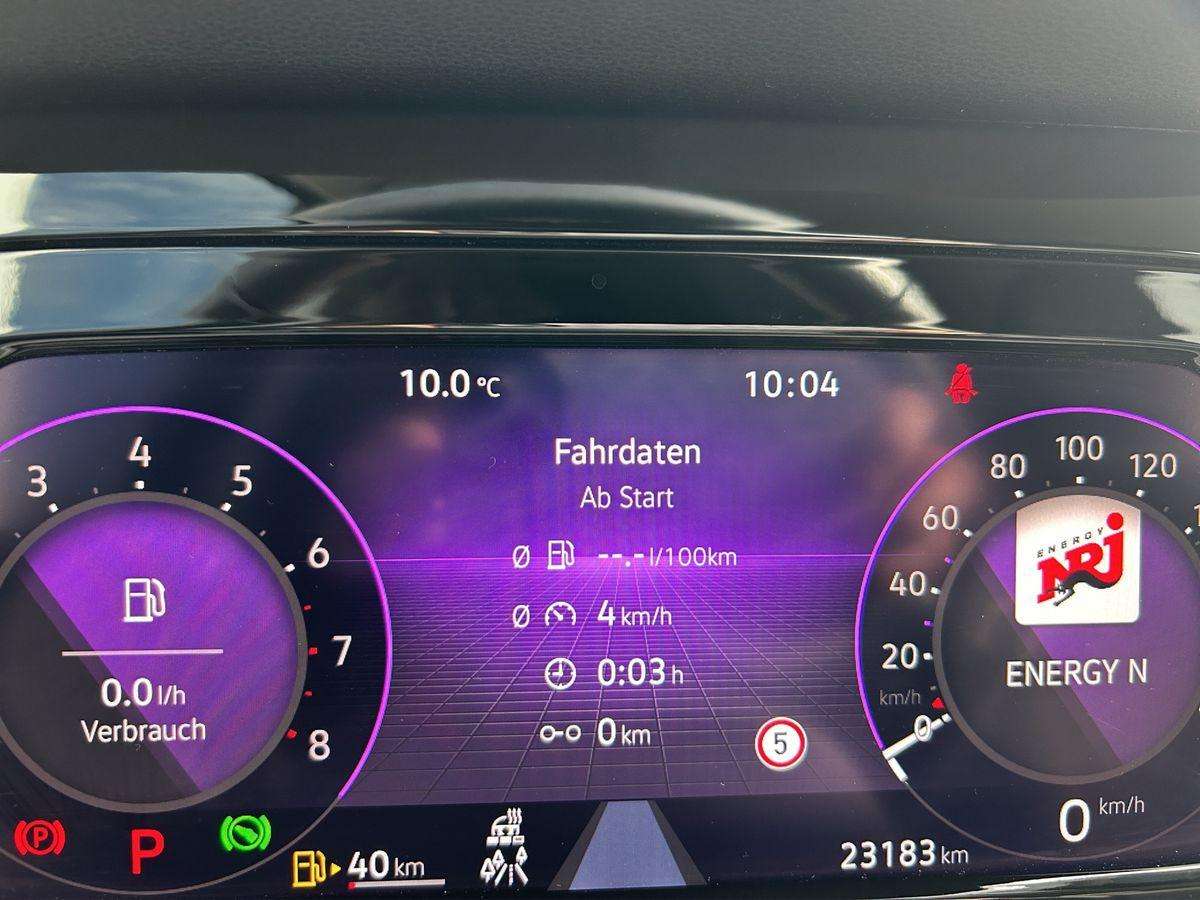 10.0 °C
10:04
Fahrdaten
Ab Start
Ø --.- l/100km
Ø 4 km/h
0:03 h
0 km
5
3
4
5
6
7
8
0.0 l/h
Verbrauch
0
20
40
60
80
100
120
km/h
ENERGY
NRJ
ENERGY N
0 km/h
P
P
40 km
23183 km